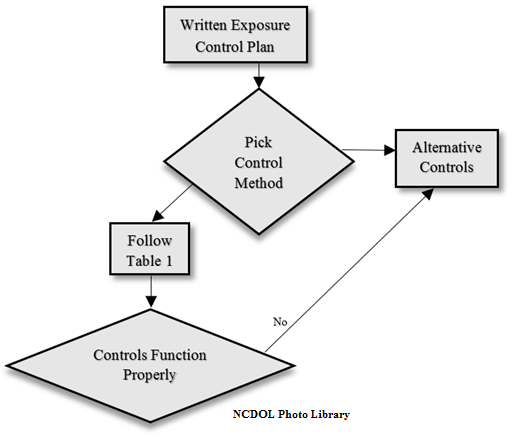 Written Exposure
Control Plan
Pick
Control
Method
Alternative
Controls
Follow
Table 1
No
Controls Function
Properly
NCDOL Photo Library